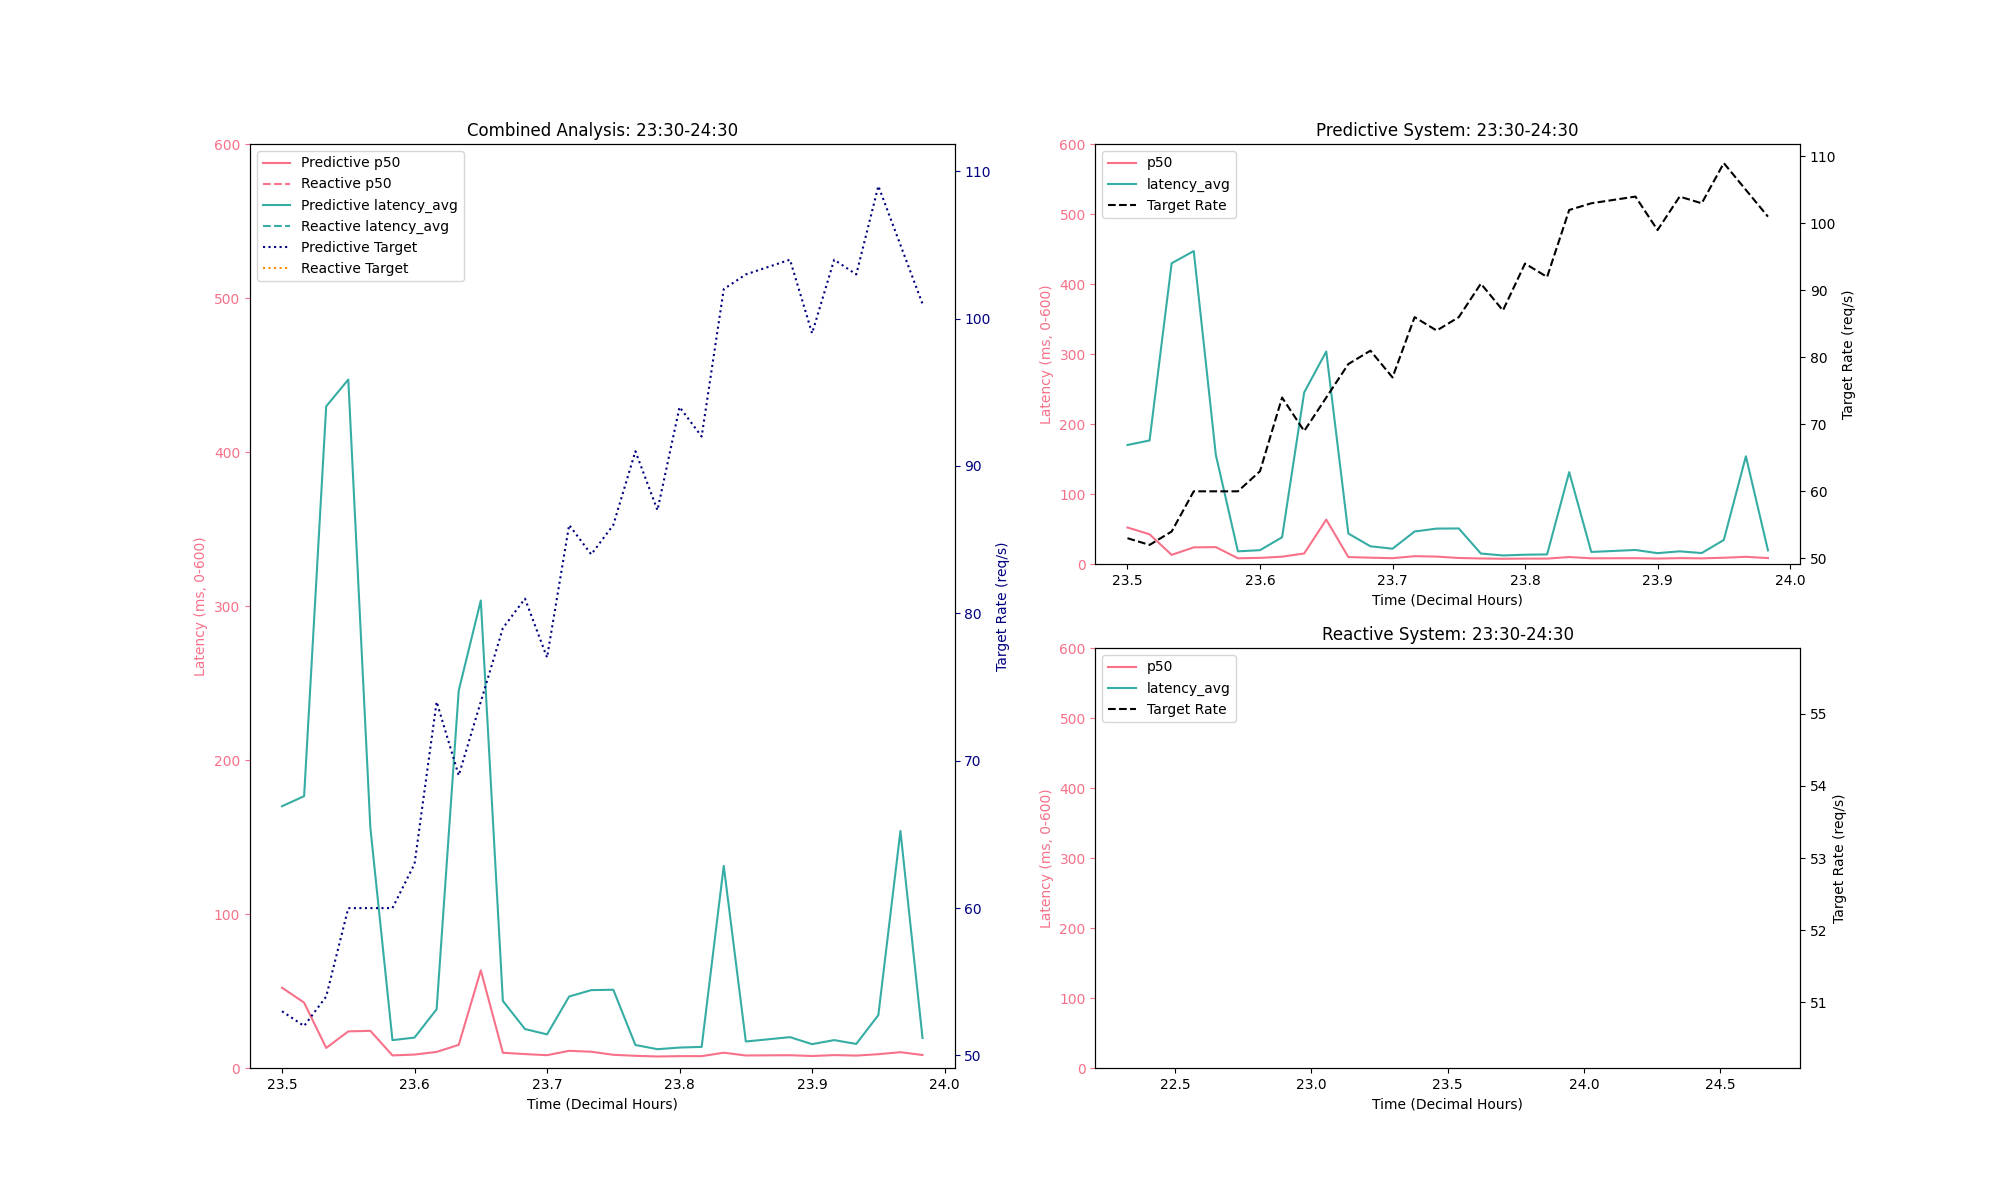 Combined Analysis: 23:30-24:30
600
500
400
300
200
100
0
Latency (ms, 0-600)
Predictive p50
Reactive p50
Predictive latency_avg
Reactive latency_avg
Predictive Target
Reactive Target
110
100
90
80
70
60
50
Target Rate (req/s)
23.5 23.6 23.7 23.8 23.9 24.0
Time (Decimal Hours)
Predictive System: 23:30-24:30
600
500
400
300
200
100
0
Latency (ms, 0-600)
p50
latency_avg
Target Rate
110
100
90
80
70
60
50
Target Rate (req/s)
23.5 23.6 23.7 23.8 23.9 24.0
Time (Decimal Hours)
Reactive System: 23:30-24:30
600
500
400
300
200
100
0
Latency (ms, 0-600)
p50
latency_avg
Target Rate
55
54
53
52
51
Target Rate (req/s)
22.5 23.0 23.5 24.0 24.5
Time (Decimal Hours)